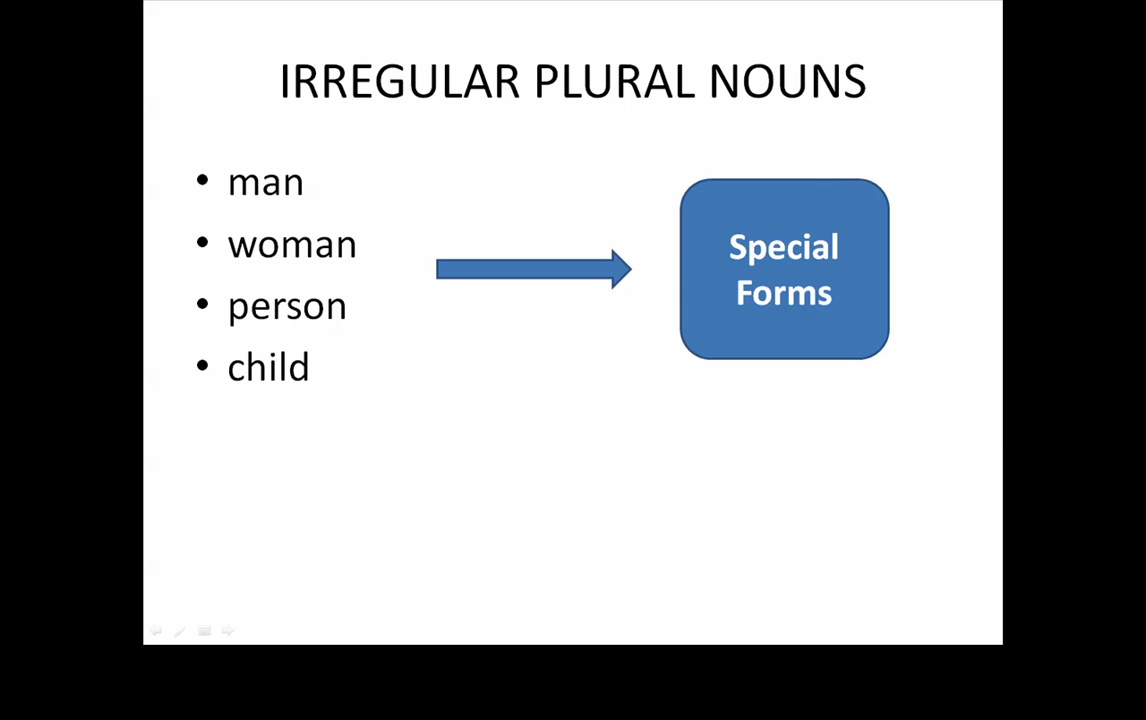 IRREGULAR PLURAL NOUNS
• man
• woman
• person
• child
Special
Forms